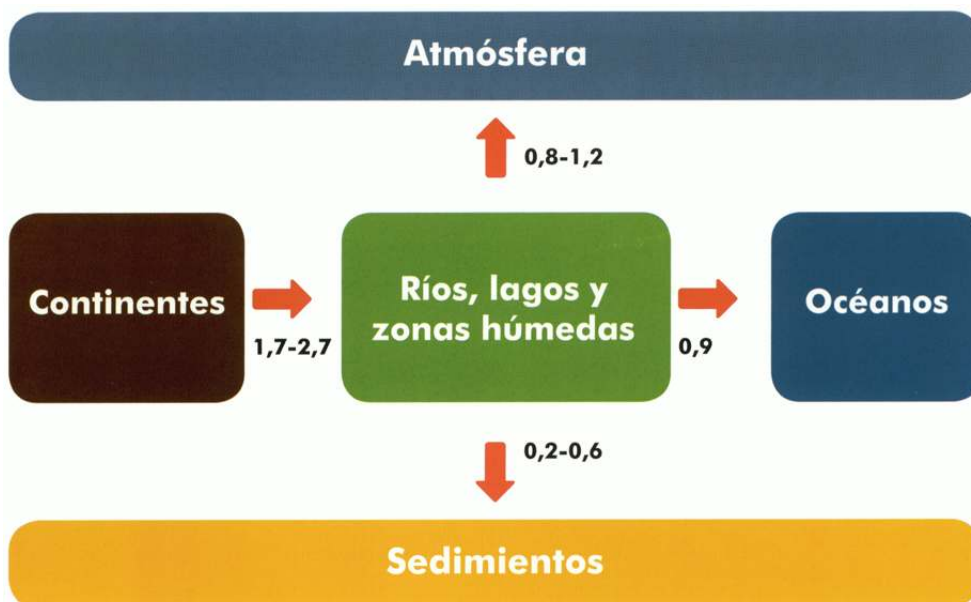 Atmósfera
0,8-1,2
Continentes
1,7-2,7
Ríos, lagos y
zonas húmedas
0,9
Océanos
0,2-0,6
Sedimientos